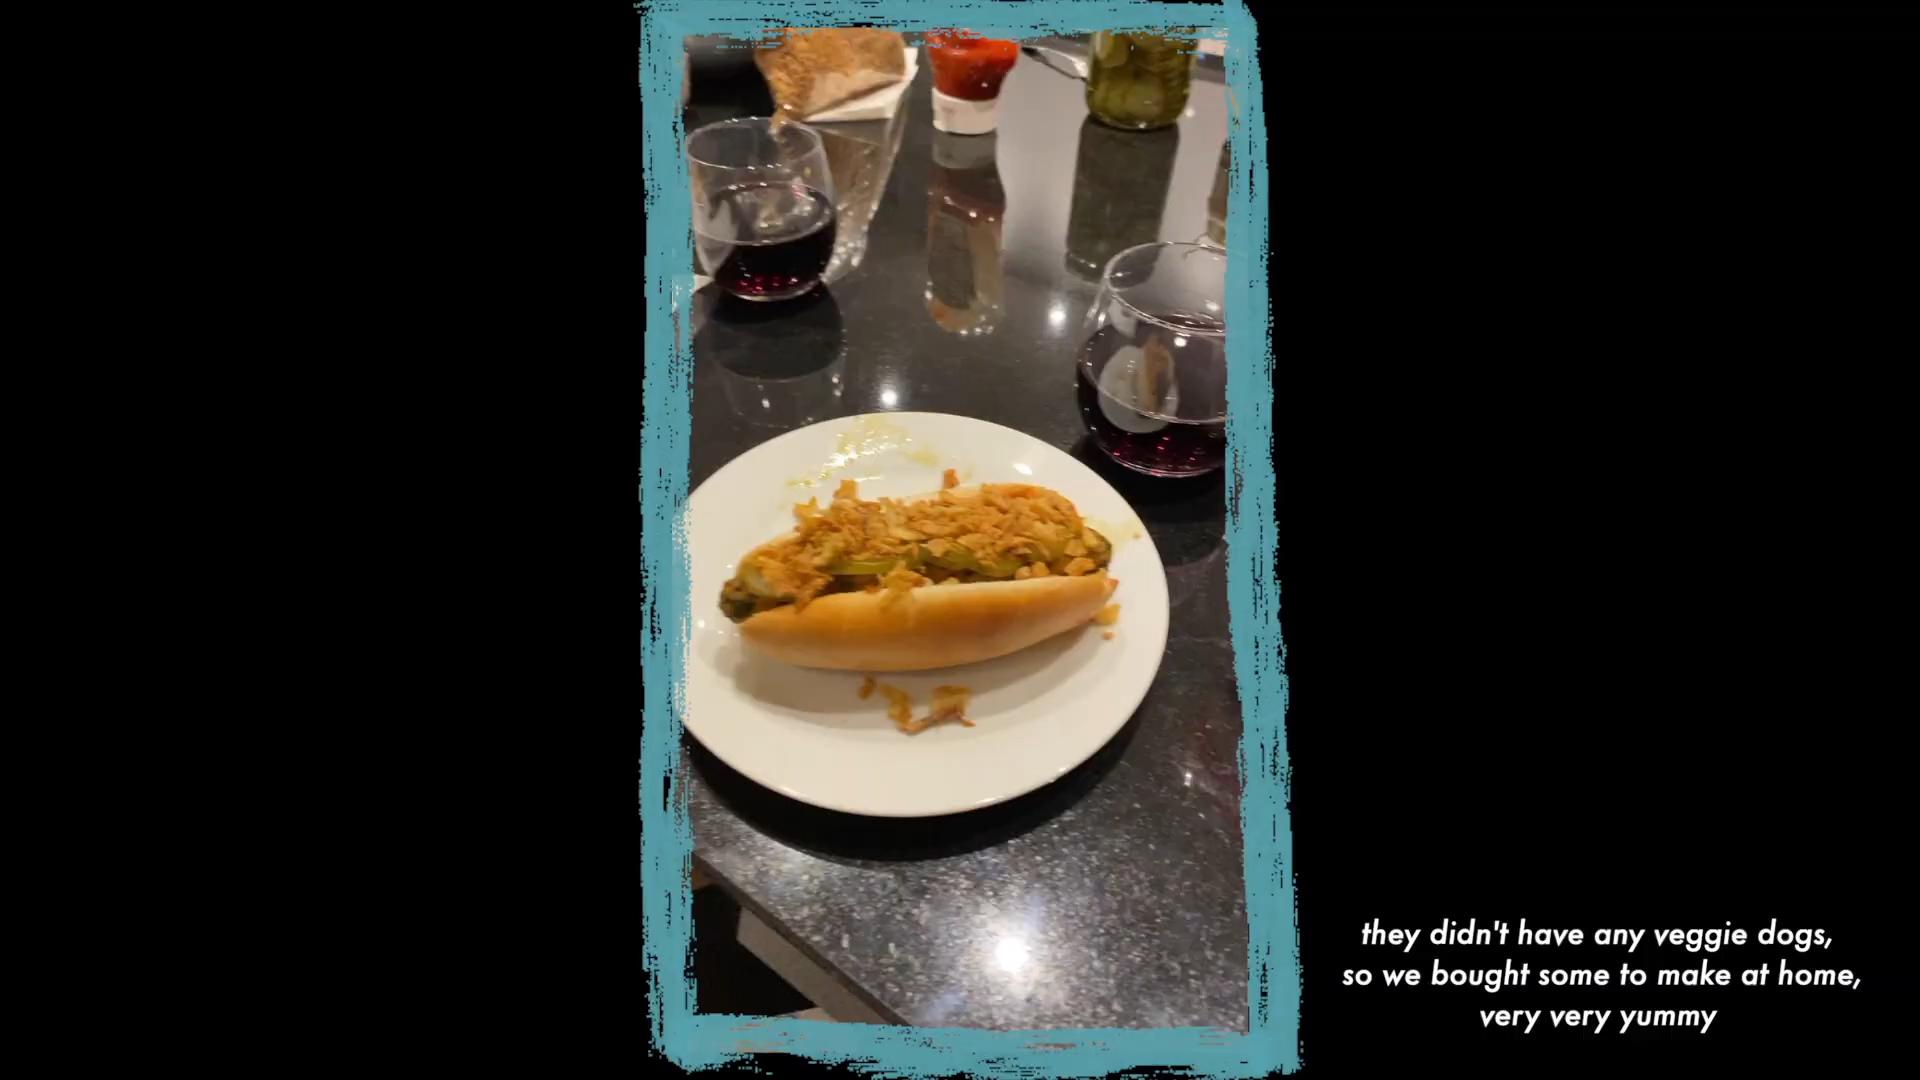 they didn't have any veggie dogs,
so we bought some to make at home,
very very yummy